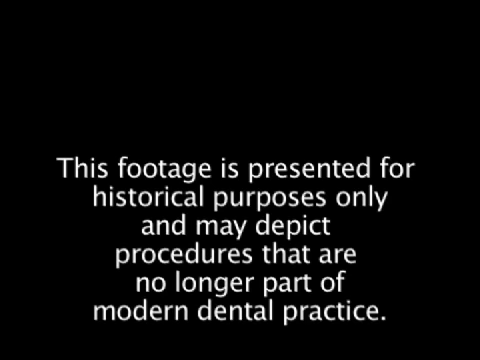 This footage is presented for
historical purposes only
and may depict
procedures that are
no longer part of
modern dental practice.